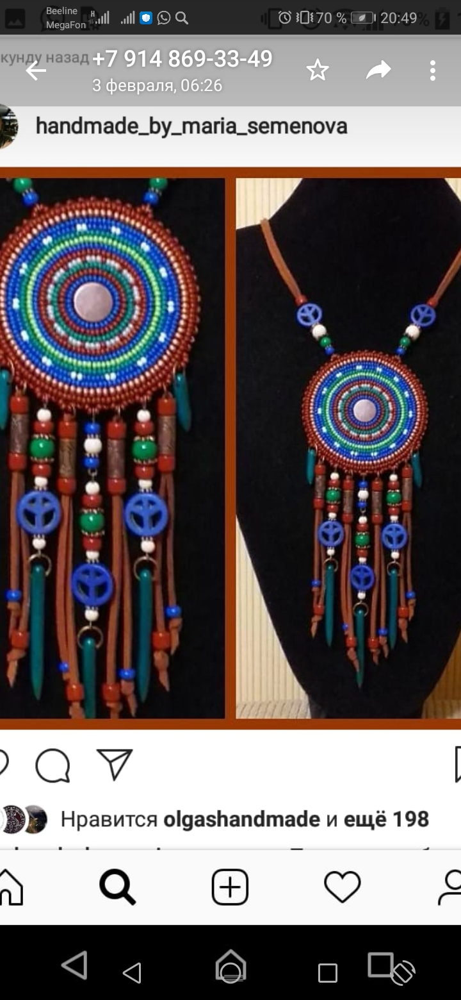 Beeline
MegaFon
H
70 %
20:49
%
кунду назад
+7 914 869-33-49
3 февраля, 06:26
handmade_by_maria_semenova
Нравится olgashandmade и ещё 198